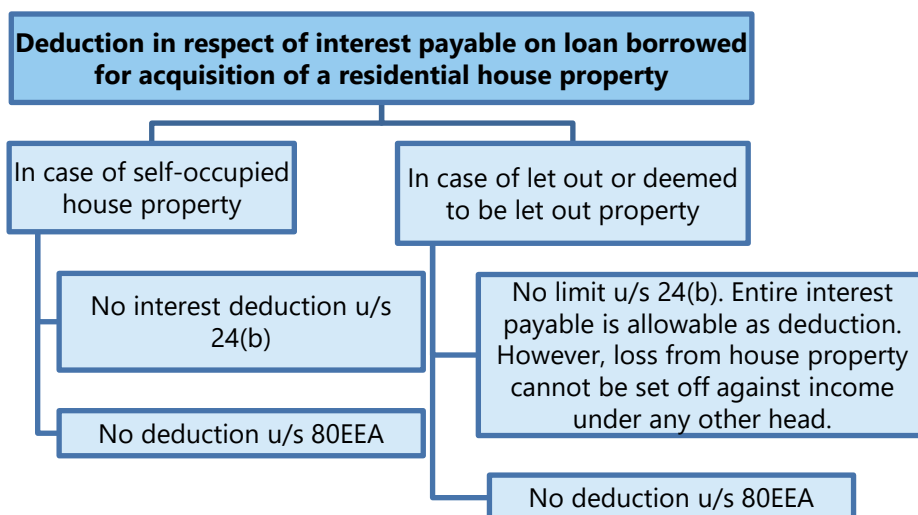 Deduction in respect of interest payable on loan borrowed
for acquisition of a residential house property
In case of self-occupied
house property
No interest deduction u/s
24(b)
No deduction u/s 80EEA
In case of let out or deemed
to be let out property
No limit u/s 24(b). Entire interest
payable is allowable as deduction.
However, loss from house property
cannot be set off against income
under any other head.
No deduction u/s 80EEA